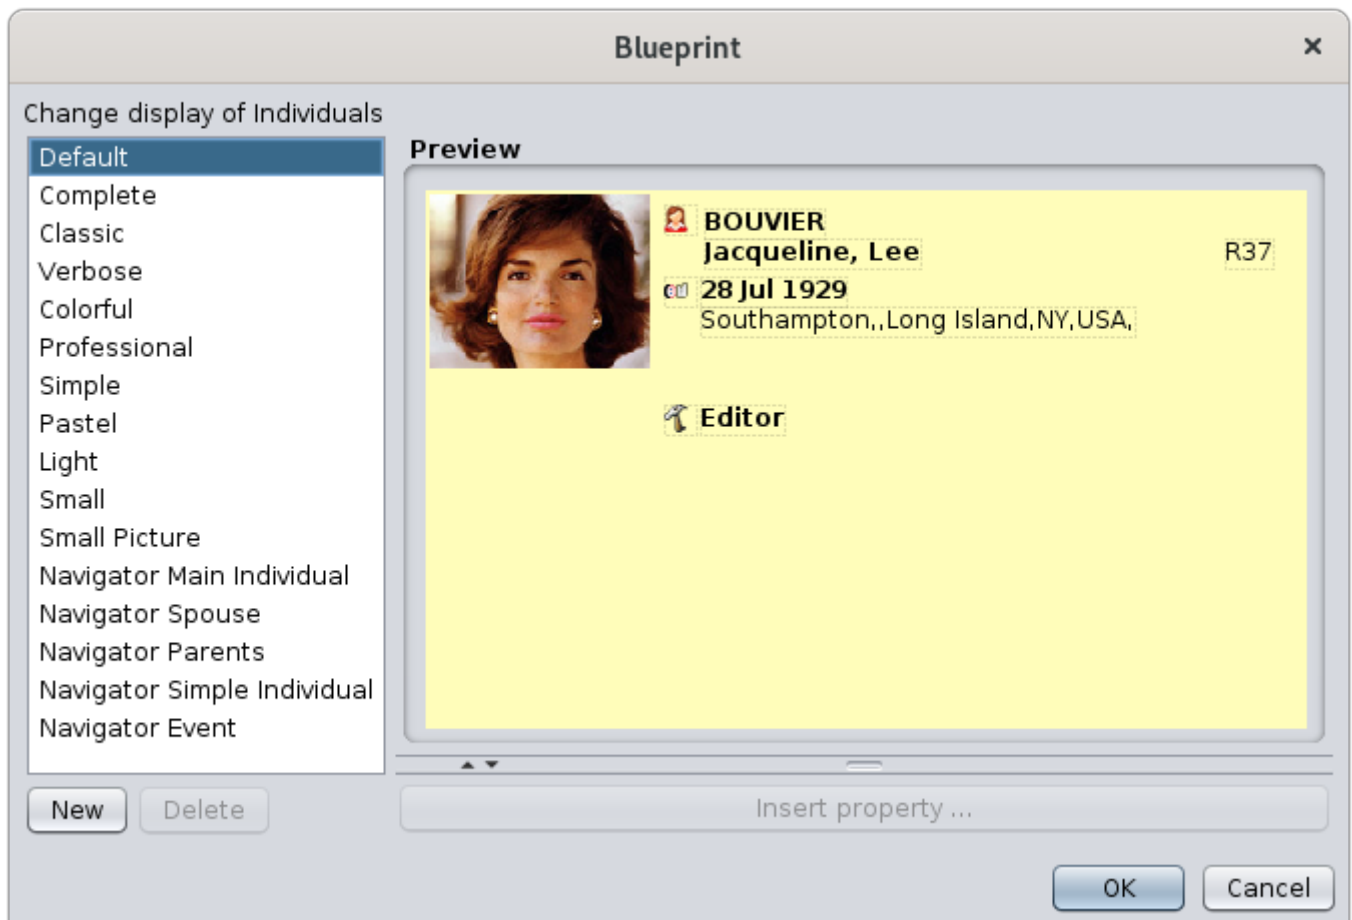 Blueprint
×
Change display of Individuals
Default
Complete
Classic
Verbose
Colorful
Professional
Simple
Pastel
Light
Small
Small Picture
Navigator Main Individual
Navigator Spouse
Navigator Parents
Navigator Simple Individual
Navigator Event
New Delete
Preview
BOUVIER
Jacqueline, Lee R37
28 Jul 1929
Southampton,,Long Island,NY,USA,
Editor
Insert property ...
OK Cancel